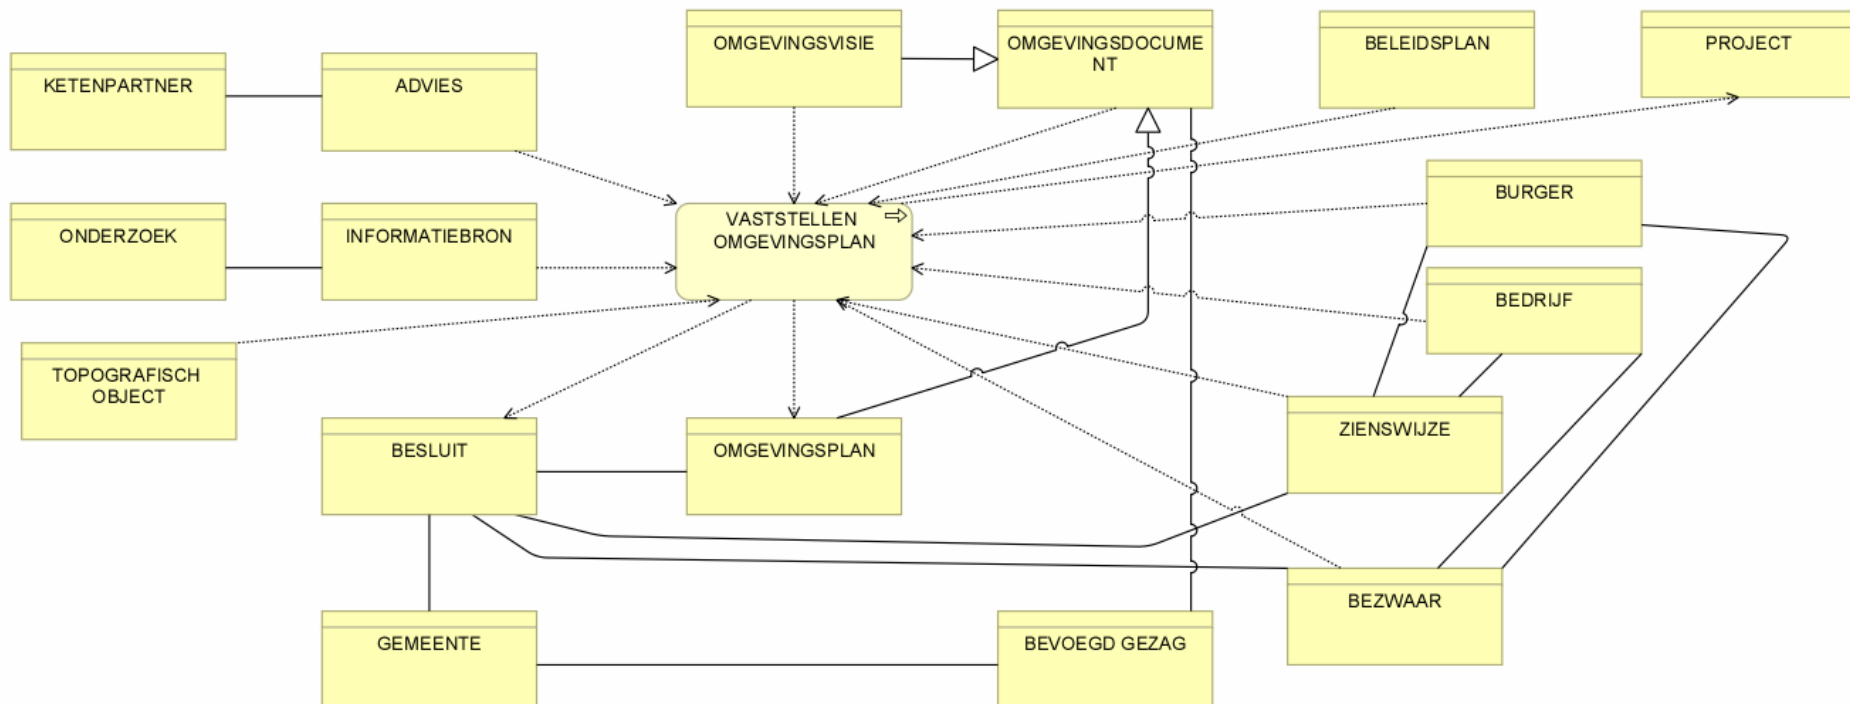 OMGEVINGSVISIE
OMGEVINGSDOCUME
NT
BELEIDSPLAN
PROJECT
KETENPARTNER
ADVIES
BURGER
ONDERZOEK
INFORMATIEBRON
VASTSTELLEN
OMGEVINGSPLAN
BEDRIJF
TOPOGRAFISCH
OBJECT
BESLUIT
OMGEVINGSPLAN
ZIENSWIJZE
GEMEENTE
BEVOEGD GEZAG
BEZWAAR